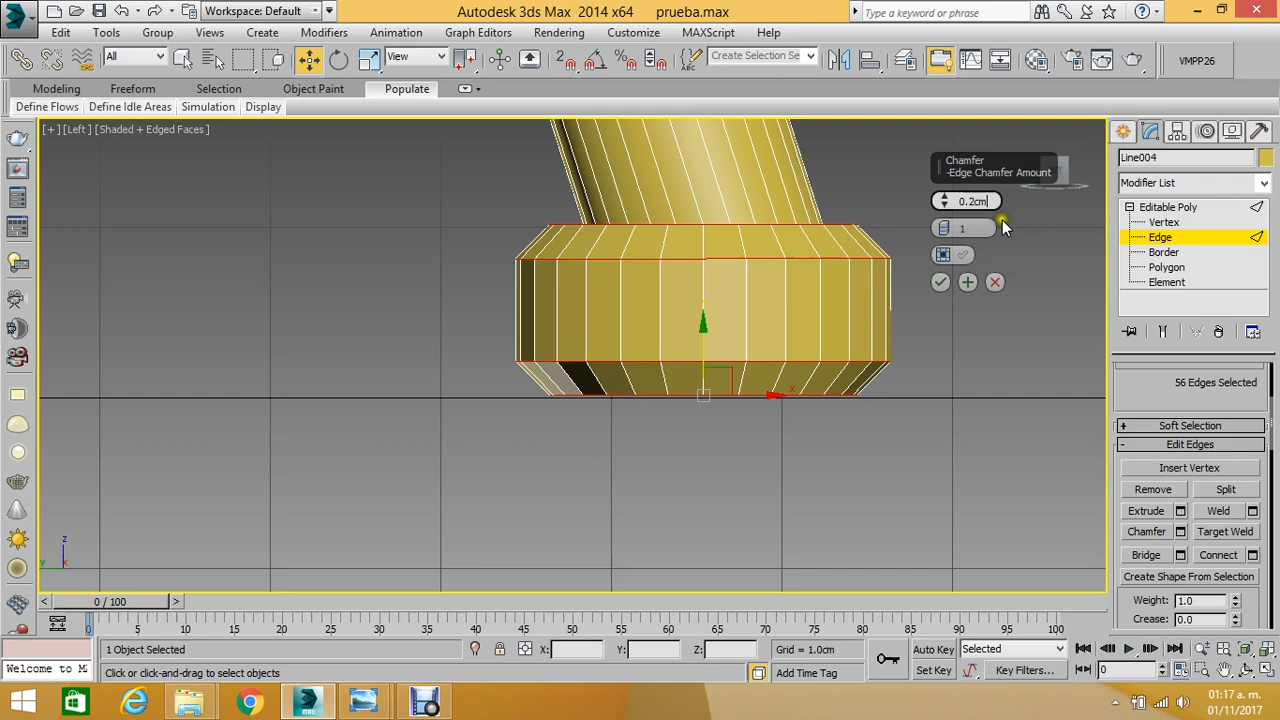 Autodesk 3ds Max 2014 x64 prueba.max
Workspace: Default
Type a keyword or phrase
Edit Tools Group Views Create Modifiers Animation Graph Editors Rendering Customize MAXScript Help
All
View
Create Selection Se
VMPP26
Modeling Freeform Selection Object Paint Populate
Define Flows Define Idle Areas Simulation Display
[+] [Left] [Shaded + Edged Faces ]
Chamfer
-Edge Chamfer Amount
0.2cm
1
x
z
y
x
Line004
Modifier List
Editable Poly
Vertex
Edge
Border
Polygon
Element
56 Edges Selected
+ Soft Selection
- Edit Edges
Insert Vertex
Remove Split
Extrude Weld
Chamfer Target Weld
Bridge Connect
Create Shape From Selection
Weight: 1.0
Crease: 0.0
< 0 / 100 >
0 5 10 15 20 25 30 35 40 45 50 55 60 65 70 75 80 85 90 95 100
1 Object Selected X: Y: Z: Grid = 1.0cm Auto Key Selected
Welcome to M Click or click-and-drag to select objects Add Time Tag Set Key Key Filters... 0
MAX
01:17 a. m.
01/11/2017